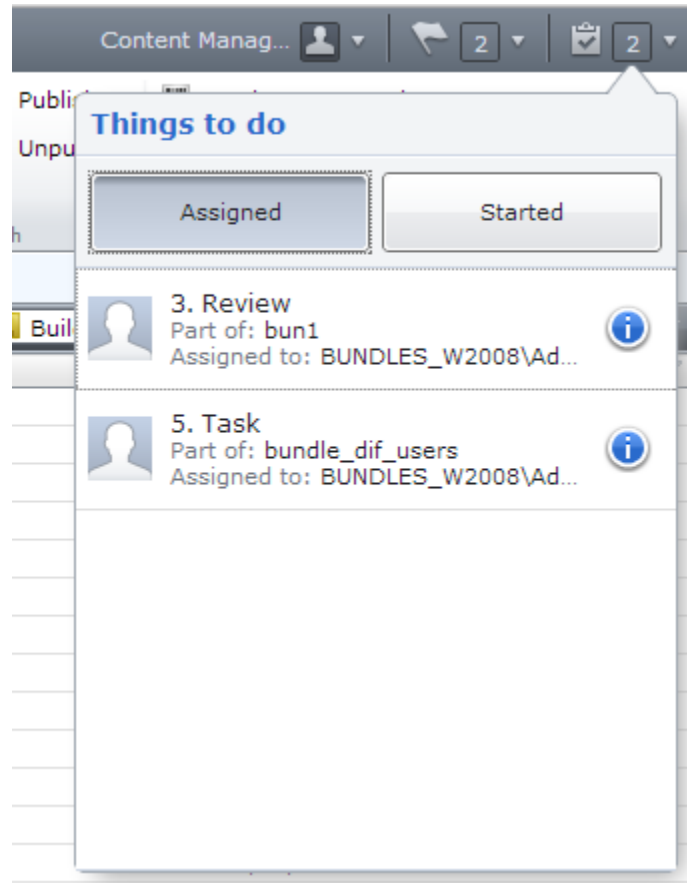 Content Manag... 2 2
Things to do
Unpu
Assigned Started
3. Review
Part of: bun1
Buil
Assigned to: BUNDLES_W2008\Ad...
5. Task
Part of: bundle_dif_users
Assigned to: BUNDLES_W2008\Ad...